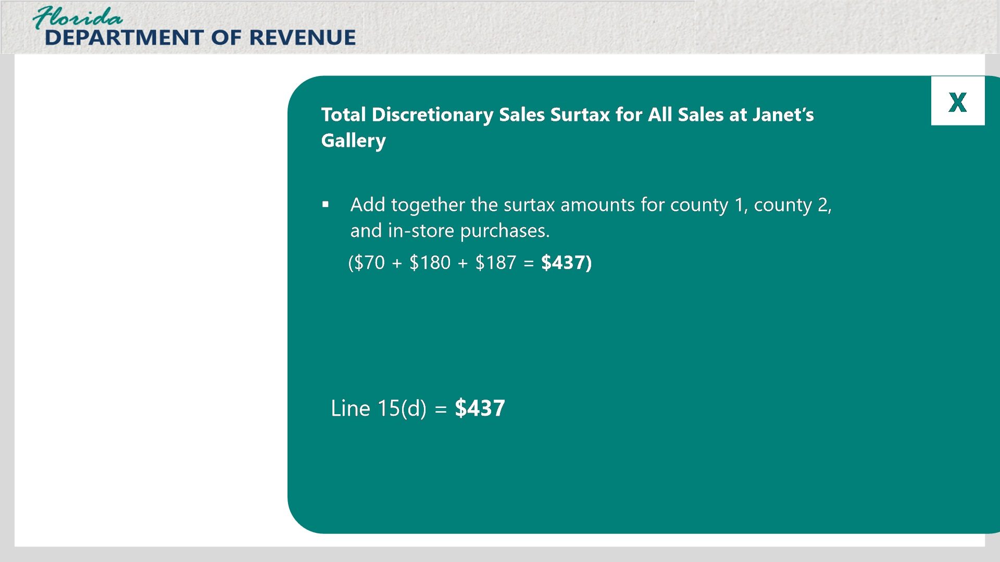 Florida
DEPARTMENT OF REVENUE
X
Total Discretionary Sales Surtax for All Sales at Janet’s
Gallery
▪ Add together the surtax amounts for county 1, county 2,
and in-store purchases.
($70 + $180 + $187 = $437)
Line 15(d) = $437